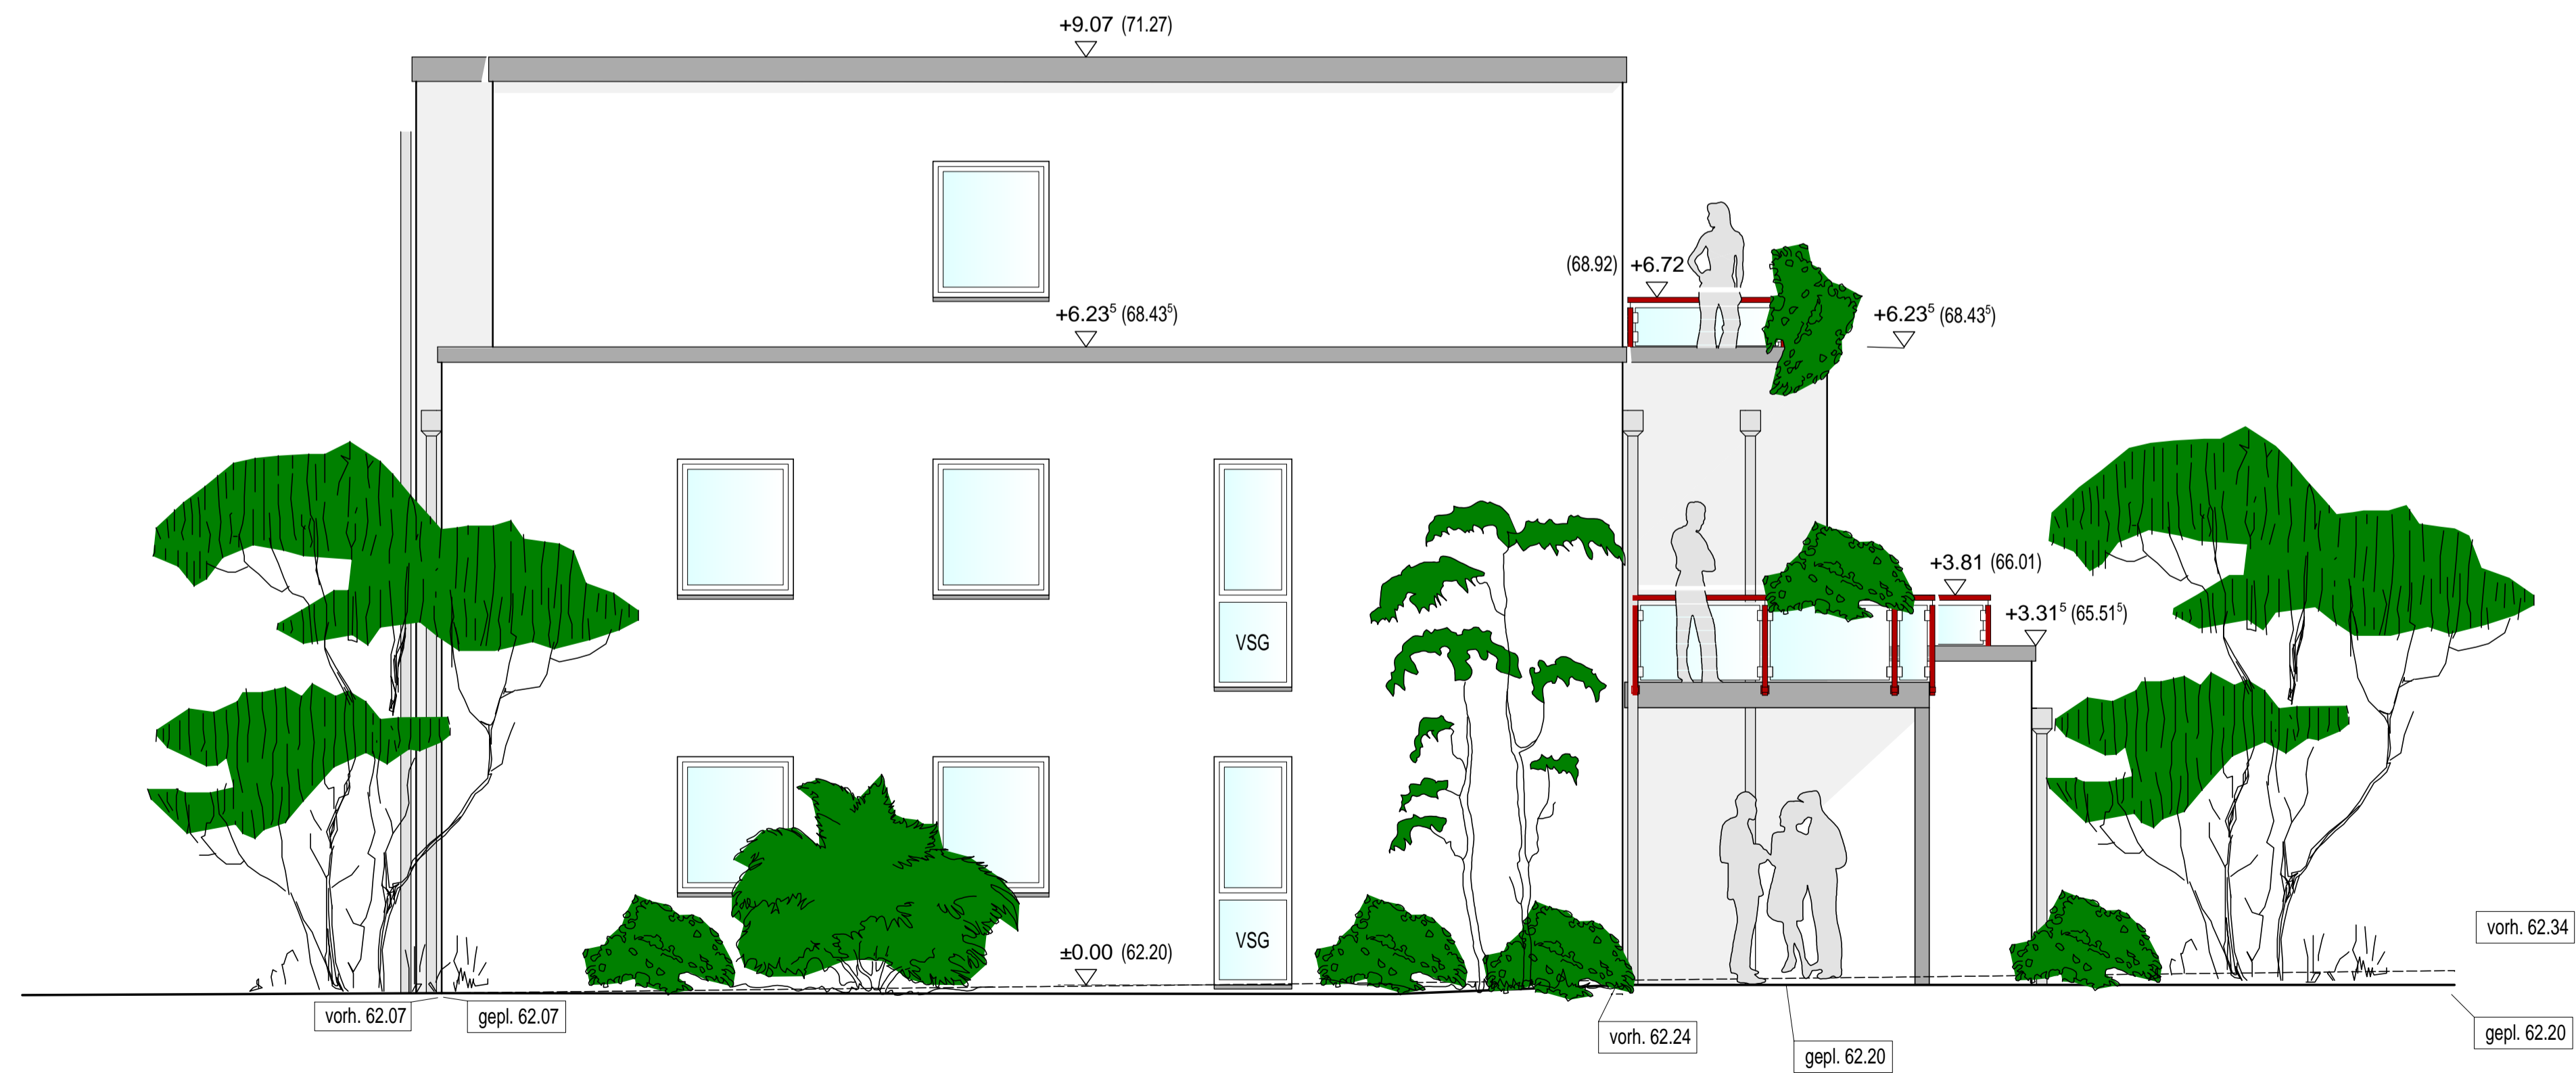 +9.07 (71.27)
(68.92) +6.72
+6.23⁵ (68.43⁵)
+6.23⁵ (68.43⁵)
+3.81 (66.01)
+3.31⁵ (65.51⁵)
VSG
VSG
±0.00 (62.20)
vorh. 62.34
vorh. 62.07
gepl. 62.07
vorh. 62.24
gepl. 62.20
gepl. 62.20